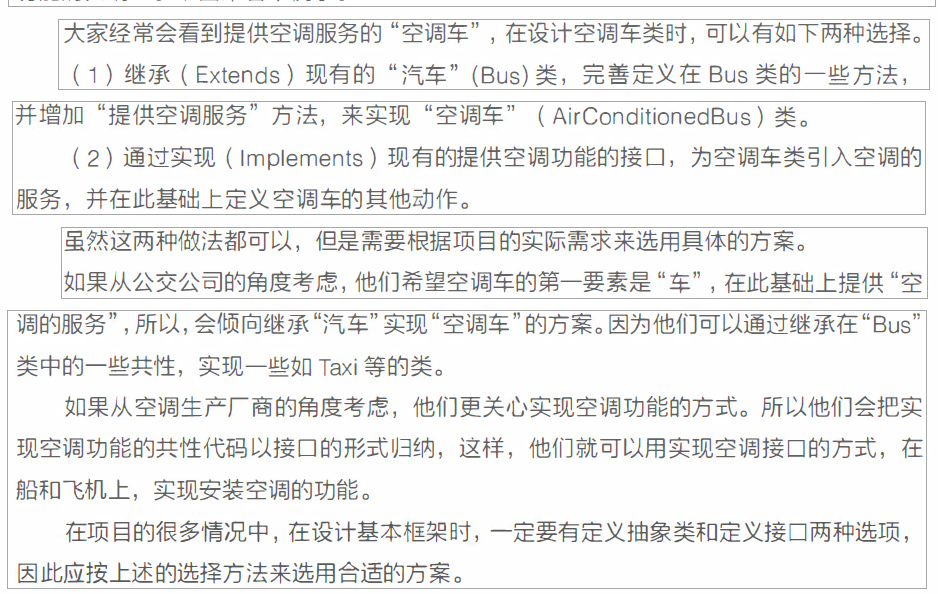 大家经常会看到提供空调服务的“空调车”,在设计空调车类时,可以有如下两种选择。
（1）继承（Extends）现有的“汽车”(Bus)类，完善定义在 Bus 类的一些方法，
并增加“提供空调服务”方法，来实现“空调车”（AirConditionedBus）类。
（2）通过实现（Implements）现有的提供空调功能的接口，为空调车类引入空调的
服务，并在此基础上定义空调车的其他动作。
虽然这两种做法都可以，但是需要根据项目的实际需求来选用具体的方案。
如果从公交公司的角度考虑,他们希望空调车的第一要素是“车”,在此基础上提供“空
调的服务”,所以,会倾向继承“汽车”实现“空调车”的方案。因为他们可以通过继承在“Bus”
类中的一些共性，实现一些如 Taxi 等的类。
如果从空调生产厂商的角度考虑，他们更关心实现空调功能的方式。所以他们会把实
现空调功能的共性代码以接口的形式归纳，这样，他们就可以用实现空调接口的方式，在
船和飞机上，实现安装空调的功能。
在项目的很多情况中，在设计基本框架时，一定要有定义抽象类和定义接口两种选项，
因此应按上述的选择方法来选用合适的方案。